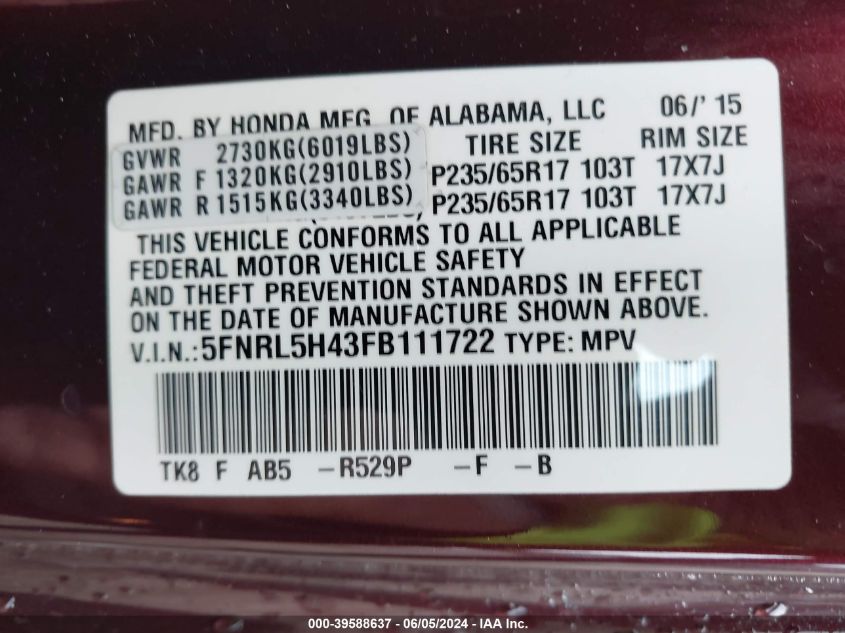 MFD. BY HONDA MFG. OF ALABAMA, LLC 06/' 15
GVWR 2730KG(6019LBS) TIRE SIZE RIM SIZE
GAWR F 1320KG(2910LBS) P235/65R17 103T 17X7J
GAWR R 1515KG(3340LBS) P235/65R17 103T 17X7J
THIS VEHICLE CONFORMS TO ALL APPLICABLE
FEDERAL MOTOR VEHICLE SAFETY
AND THEFT PREVENTION STANDARDS IN EFFECT
ON THE DATE OF MANUFACTURE SHOWN ABOVE.
V.I.N.:5FNRL5H43FB111722 TYPE: MPV
TK8 F AB5 –R529P –F –B
000-39588637 - 06/05/2024 - IAA Inc.